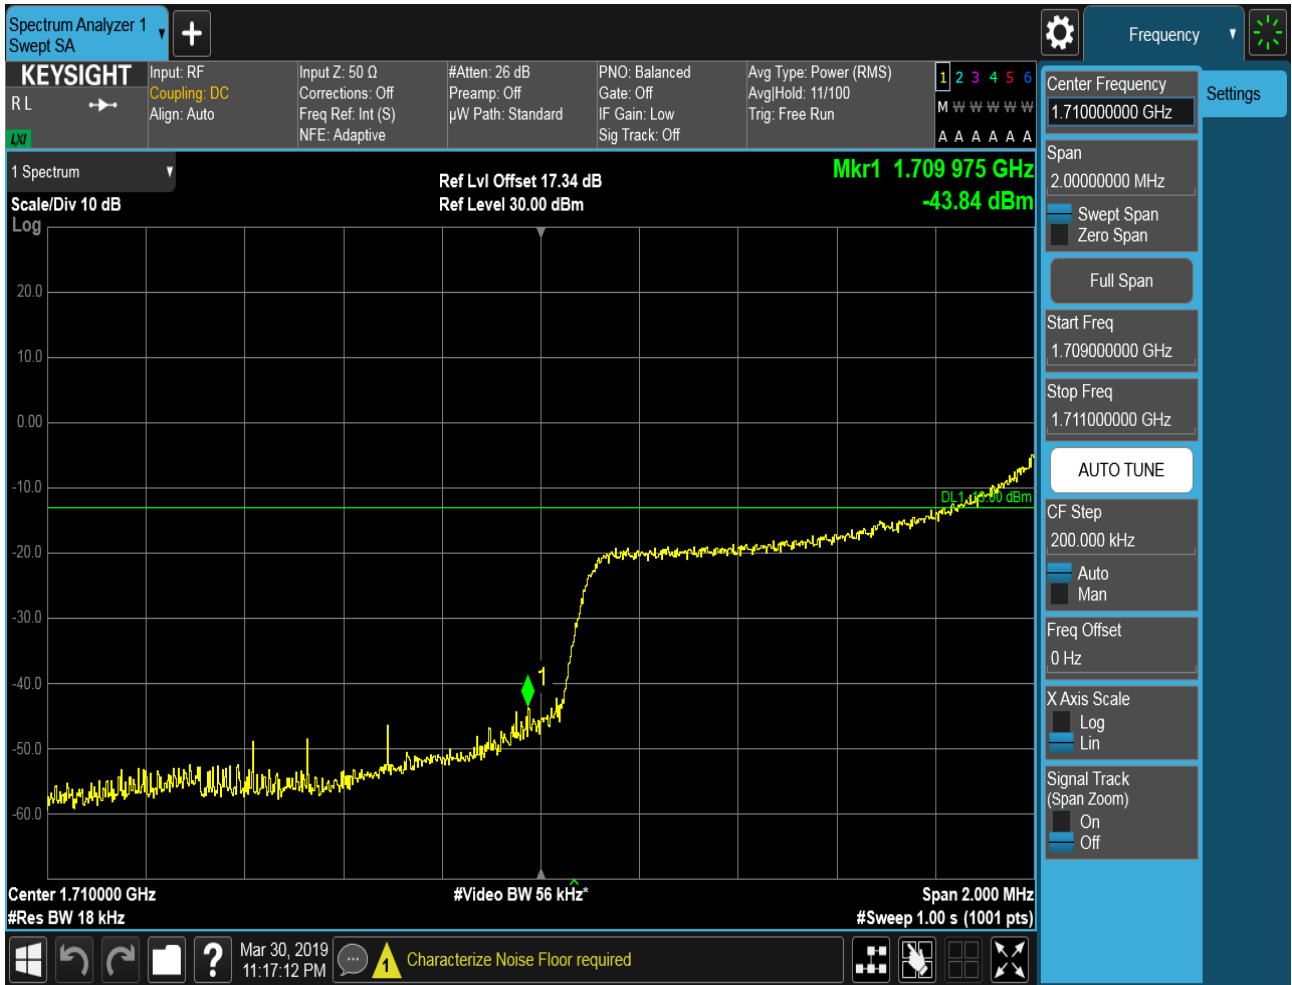 Spectrum Analyzer 1
Swept SA
+
Frequency
KEYSIGHT
R L
LXI
Input: RF
Coupling: DC
Align: Auto
Input Z: 50 Ω
Corrections: Off
Freq Ref: Int (S)
NFE: Adaptive
#Atten: 26 dB
Preamp: Off
µW Path: Standard
PNO: Balanced
Gate: Off
IF Gain: Low
Sig Track: Off
Avg Type: Power (RMS)
Avg|Hold: 11/100
Trig: Free Run
1 2 3 4 5 6
M W W W W W
A A A A A A
1 Spectrum
Scale/Div 10 dB
Log
Ref Lvl Offset 17.34 dB
Ref Level 30.00 dBm
Mkr1 1.709 975 GHz
-43.84 dBm
20.0
10.0
0.00
-10.0
-20.0
-30.0
-40.0
-50.0
-60.0
DL1 -13.00 dBm
1
Center 1.710000 GHz
#Res BW 18 kHz
#Video BW 56 kHz*
Span 2.000 MHz
#Sweep 1.00 s (1001 pts)
Center Frequency
1.710000000 GHz
Settings
Span
2.00000000 MHz
Swept Span
Zero Span
Full Span
Start Freq
1.709000000 GHz
Stop Freq
1.711000000 GHz
AUTO TUNE
CF Step
200.000 kHz
Auto
Man
Freq Offset
0 Hz
X Axis Scale
Log
Lin
Signal Track
(Span Zoom)
On
Off
?
Mar 30, 2019
11:17:12 PM
1
Characterize Noise Floor required